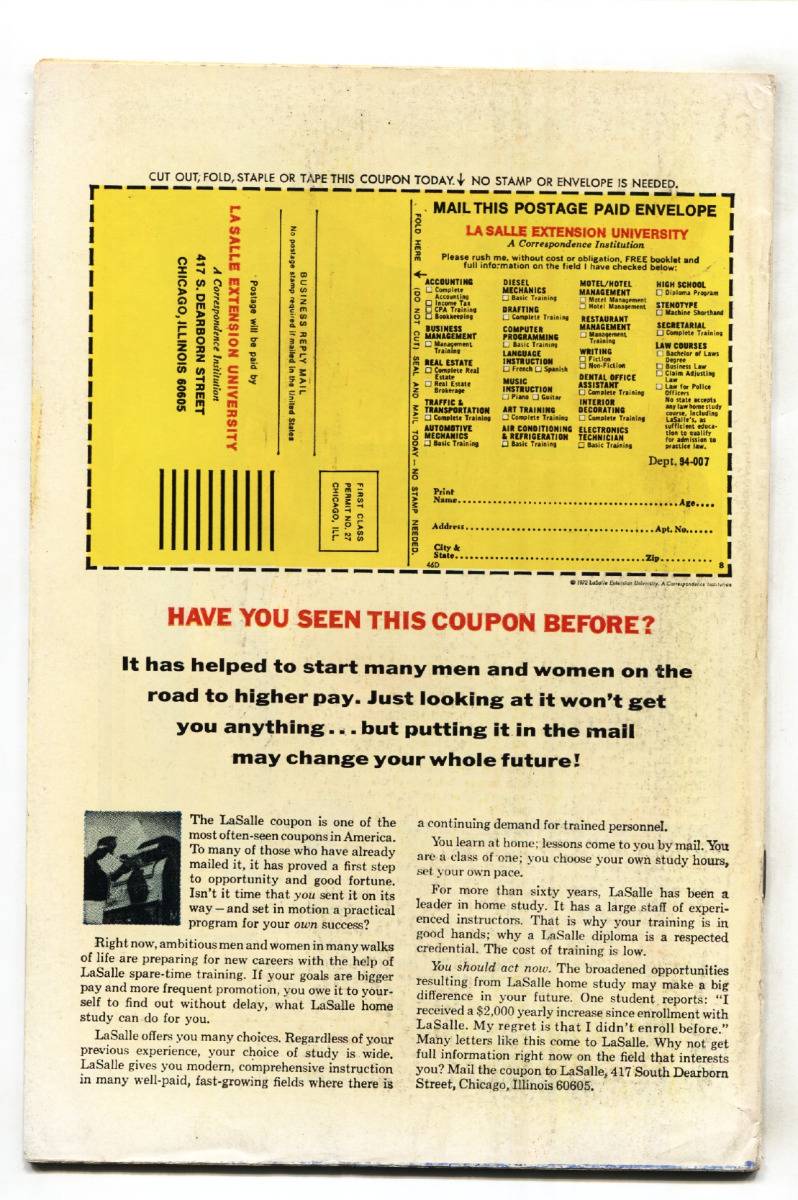 CUT OUT, FOLD, STAPLE OR TAPE THIS COUPON TODAY. ↓ NO STAMP OR ENVELOPE IS NEEDED.
Postage will be paid by
LA SALLE EXTENSION UNIVERSITY
A Correspondence Institution
417 S. DEARBORN STREET
CHICAGO, ILLINOIS 60605
BUSINESS REPLY MAIL
No postage stamp required if mailed in the United States
FIRST CLASS
PERMIT NO. 27
CHICAGO, ILL.
FOLD HERE → (DO NOT CUT) SEAL AND MAIL TODAY — NO STAMP NEEDED.
MAIL THIS POSTAGE PAID ENVELOPE
LA SALLE EXTENSION UNIVERSITY
A Correspondence Institution
Please rush me, without cost or obligation, FREE booklet and
full information on the field I have checked below:
ACCOUNTING
☐ Complete
Accounting
☐ Income Tax
☐ CPA Training
☐ Bookkeeping
BUSINESS
MANAGEMENT
☐ Management
Training
REAL ESTATE
☐ Complete Real
Estate
☐ Real Estate
Brokerage
TRAFFIC &
TRANSPORTATION
☐ Complete Training
AUTOMOTIVE
MECHANICS
☐ Basic Training
DIESEL
MECHANICS
☐ Basic Training
DRAFTING
☐ Complete Training
COMPUTER
PROGRAMMING
☐ Basic Training
LANGUAGE
INSTRUCTION
☐ French ☐ Spanish
MUSIC
INSTRUCTION
☐ Piano ☐ Guitar
ART TRAINING
☐ Complete Training
AIR CONDITIONING
& REFRIGERATION
☐ Basic Training
MOTEL/HOTEL
MANAGEMENT
☐ Motel Management
☐ Hotel Management
RESTAURANT
MANAGEMENT
☐ Management
Training
WRITING
☐ Fiction
☐ Non-Fiction
DENTAL OFFICE
ASSISTANT
☐ Complete Training
INTERIOR
DECORATING
☐ Complete Training
ELECTRONICS
TECHNICIAN
☐ Basic Training
HIGH SCHOOL
☐ Diploma Program
STENOTYPE
☐ Machine Shorthand
SECRETARIAL
☐ Complete Training
LAW COURSES
☐ Bachelor of Laws
Degree
☐ Business Law
☐ Claim Adjusting
Law
☐ Law for Police
Officers
No state accepts
any law home study
course, including
LaSalle's, as
sufficient educa-
tion to qualify
for admission to
practice law.
Dept. 94-007
Print
Name.......... Age....
Address.......... Apt. No......
City &
State.......... Zip..........
46D 8
© 1972 LaSalle Extension University, A Correspondence Institution
HAVE YOU SEEN THIS COUPON BEFORE?
It has helped to start many men and women on the
road to higher pay. Just looking at it won't get
you anything...but putting it in the mail
may change your whole future!
The LaSalle coupon is one of the
most often-seen coupons in America.
To many of those who have already
mailed it, it has proved a first step
to opportunity and good fortune.
Isn't it time that you sent it on its
way — and set in motion a practical
program for your own success?
Right now, ambitious men and women in many walks
of life are preparing for new careers with the help of
LaSalle spare-time training. If your goals are bigger
pay and more frequent promotion, you owe it to your-
self to find out without delay, what LaSalle home
study can do for you.
LaSalle offers you many choices. Regardless of your
previous experience, your choice of study is wide.
LaSalle gives you modern, comprehensive instruction
in many well-paid, fast-growing fields where there is
a continuing demand for trained personnel.
You learn at home; lessons come to you by mail. You
are a class of one; you choose your own study hours,
set your own pace.
For more than sixty years, LaSalle has been a
leader in home study. It has a large staff of experi-
enced instructors. That is why your training is in
good hands; why a LaSalle diploma is a respected
credential. The cost of training is low.
You should act now. The broadened opportunities
resulting from LaSalle home study may make a big
difference in your future. One student reports: "I
received a $2,000 yearly increase since enrollment with
LaSalle. My regret is that I didn't enroll before."
Many letters like this come to LaSalle. Why not get
full information right now on the field that interests
you? Mail the coupon to LaSalle, 417 South Dearborn
Street, Chicago, Illinois 60605.